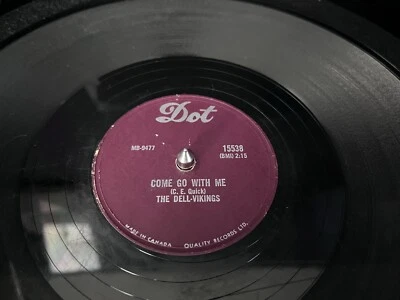 Dot
MB-9477 15538
(BMI) 2:15
COME GO WITH ME
(C. E. Quick)
THE DELL-VIKINGS
MADE IN CANADA QUALITY RECORDS LTD.